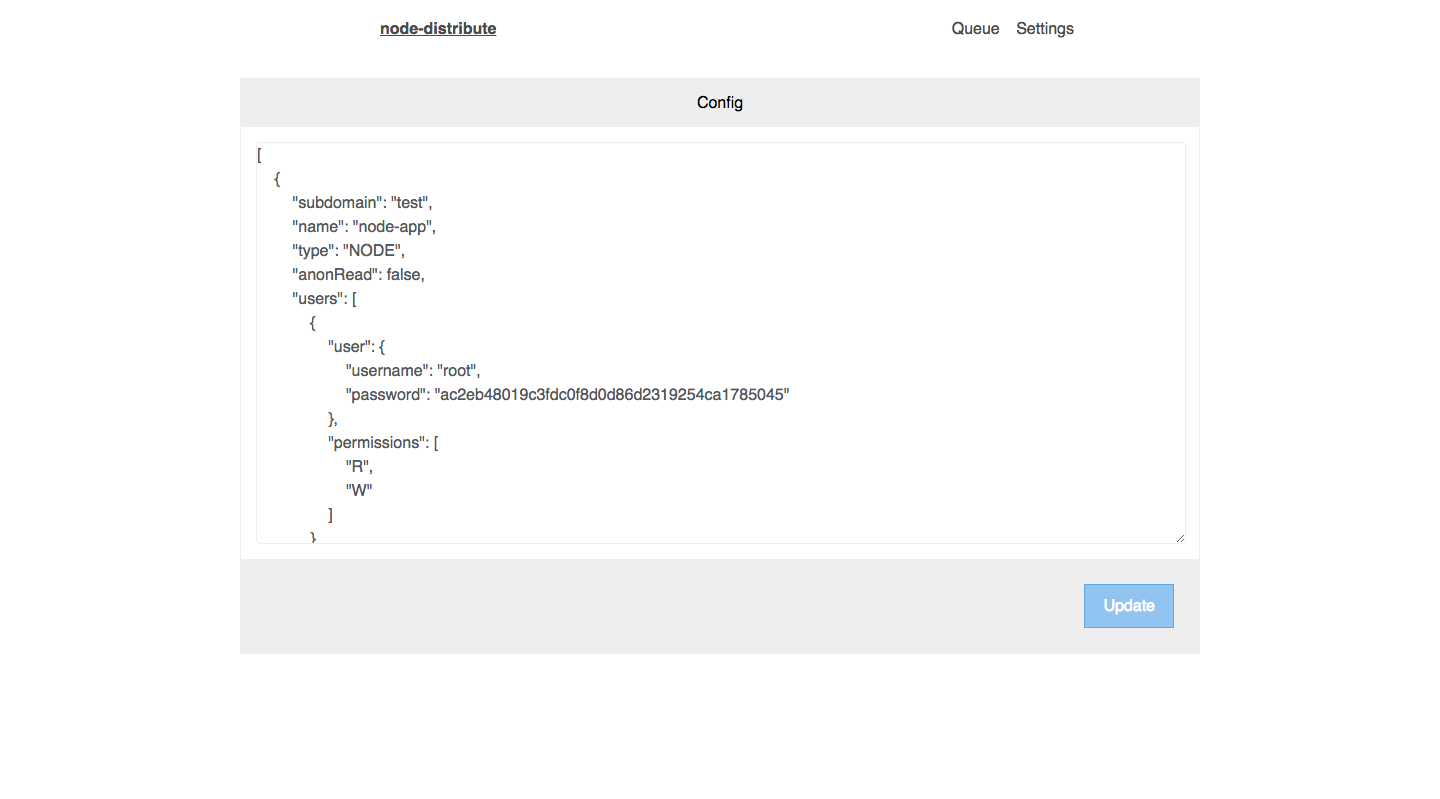 node-distribute Queue Settings
Config
[
{
"subdomain": "test",
"name": "node-app",
"type": "NODE",
"anonRead": false,
"users": [
{
"user": {
"username": "root",
"password": "ac2eb48019c3fdc0f8d0d86d2319254ca1785045"
},
"permissions": [
"R",
"W"
]
}
Update